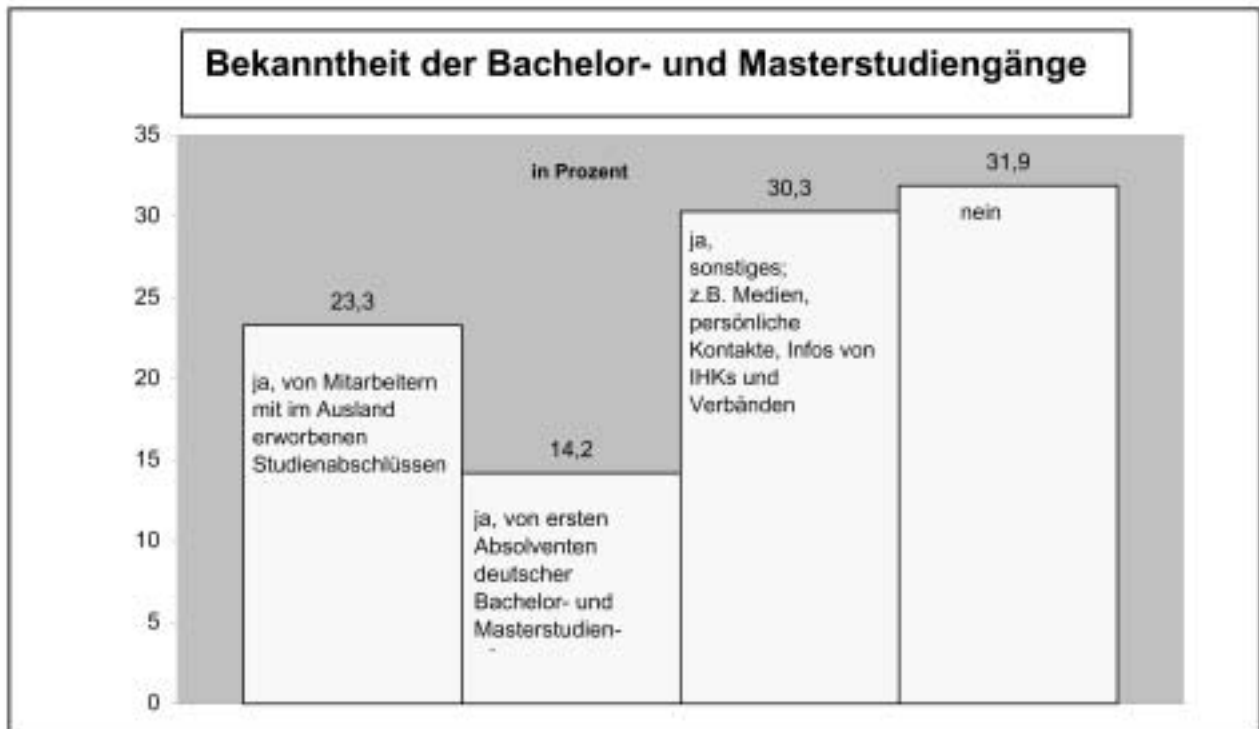 Bekanntheit der Bachelor- und Masterstudiengänge
in Prozent
35
30
25
20
15
10
5
0
23,3
ja, von Mitarbeitern
mit im Ausland
erworbenen
Studienabschlüssen
14,2
ja, von ersten
Absolventen
deutscher
Bachelor- und
Masterstudien-
30,3
ja,
sonstiges;
z.B. Medien,
persönliche
Kontakte, Infos von
IHKs und
Verbänden
31,9
nein